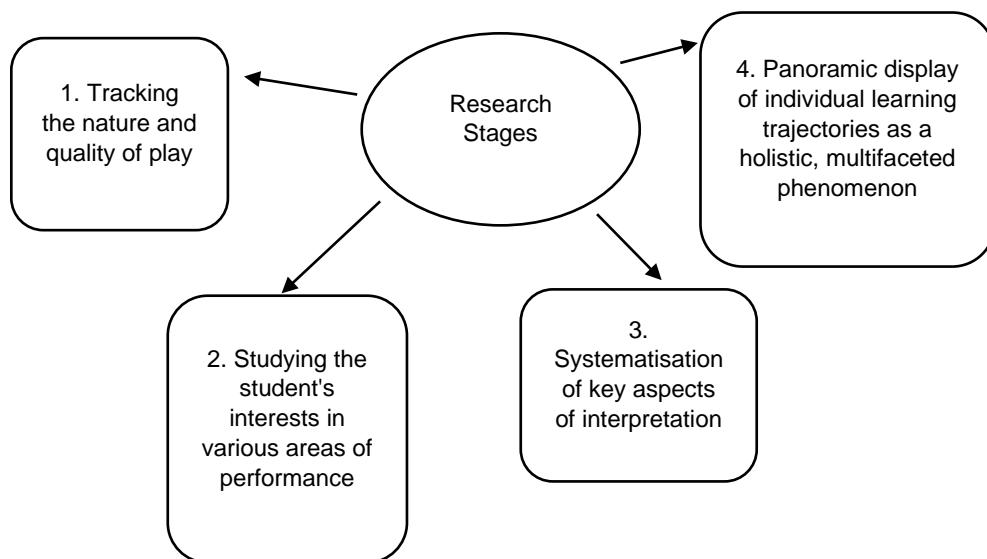 Research
Stages
1. Tracking
the nature and
quality of play
2. Studying the
student's
interests in
various areas of
performance
3.
Systematisation
of key aspects
of interpretation
4. Panoramic display
of individual learning
trajectories as a
holistic, multifaceted
phenomenon